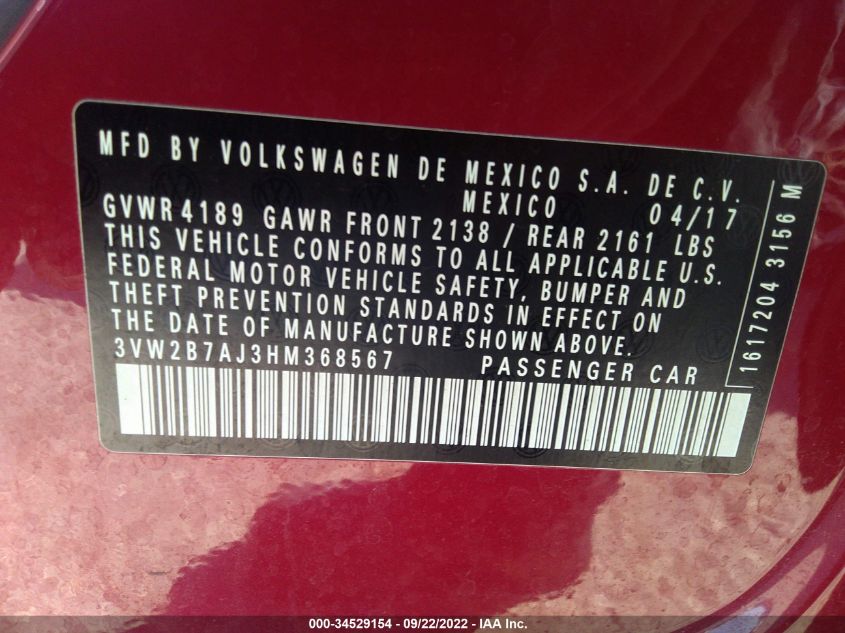 MFD BY VOLKSWAGEN DE MEXICO S.A. DE C.V.
MEXICO 04/17
GVWR4189 GAWR FRONT 2138 / REAR 2161 LBS
THIS VEHICLE CONFORMS TO ALL APPLICABLE U.S.
FEDERAL MOTOR VEHICLE SAFETY, BUMPER AND
THEFT PREVENTION STANDARDS IN EFFECT ON
THE DATE OF MANUFACTURE SHOWN ABOVE.
3VW2B7AJ3HM368567 PASSENGER CAR
1617204 3156 M
000-34529154 - 09/22/2022 - IAA Inc.